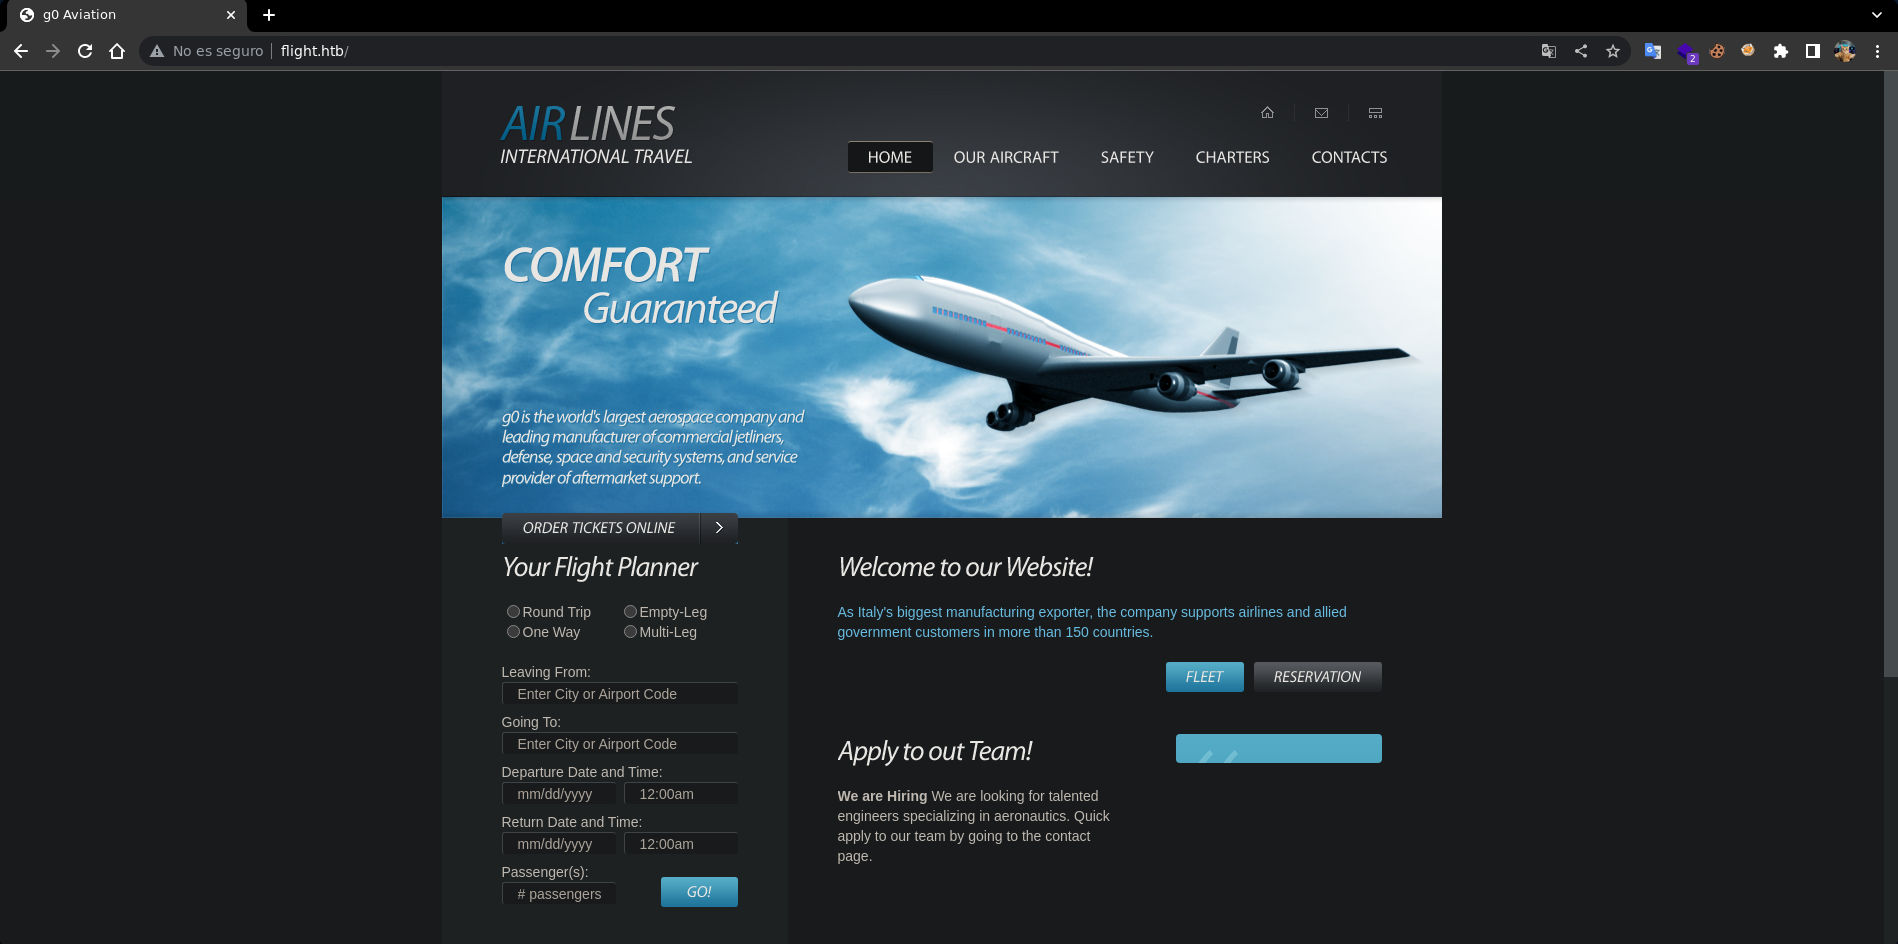 g0 Aviation
No es seguro
flight.htb/
2
AIRLINES
INTERNATIONAL TRAVEL
HOME
OUR AIRCRAFT
SAFETY
CHARTERS
CONTACTS
COMFORT
Guaranteed
g0 is the world's largest aerospace company and
leading manufacturer of commercial jetliners,
defense, space and security systems, and service
provider of aftermarket support.
ORDER TICKETS ONLINE
Your Flight Planner
Round Trip
Empty-Leg
One Way
Multi-Leg
Leaving From:
Enter City or Airport Code
Going To:
Enter City or Airport Code
Departure Date and Time:
mm/dd/yyyy
12:00am
Return Date and Time:
mm/dd/yyyy
12:00am
Passenger(s):
# passengers
GO!
Welcome to our Website!
As Italy's biggest manufacturing exporter, the company supports airlines and allied
government customers in more than 150 countries.
FLEET
RESERVATION
Apply to out Team!
We are Hiring We are looking for talented
engineers specializing in aeronautics. Quick
apply to our team by going to the contact
page.